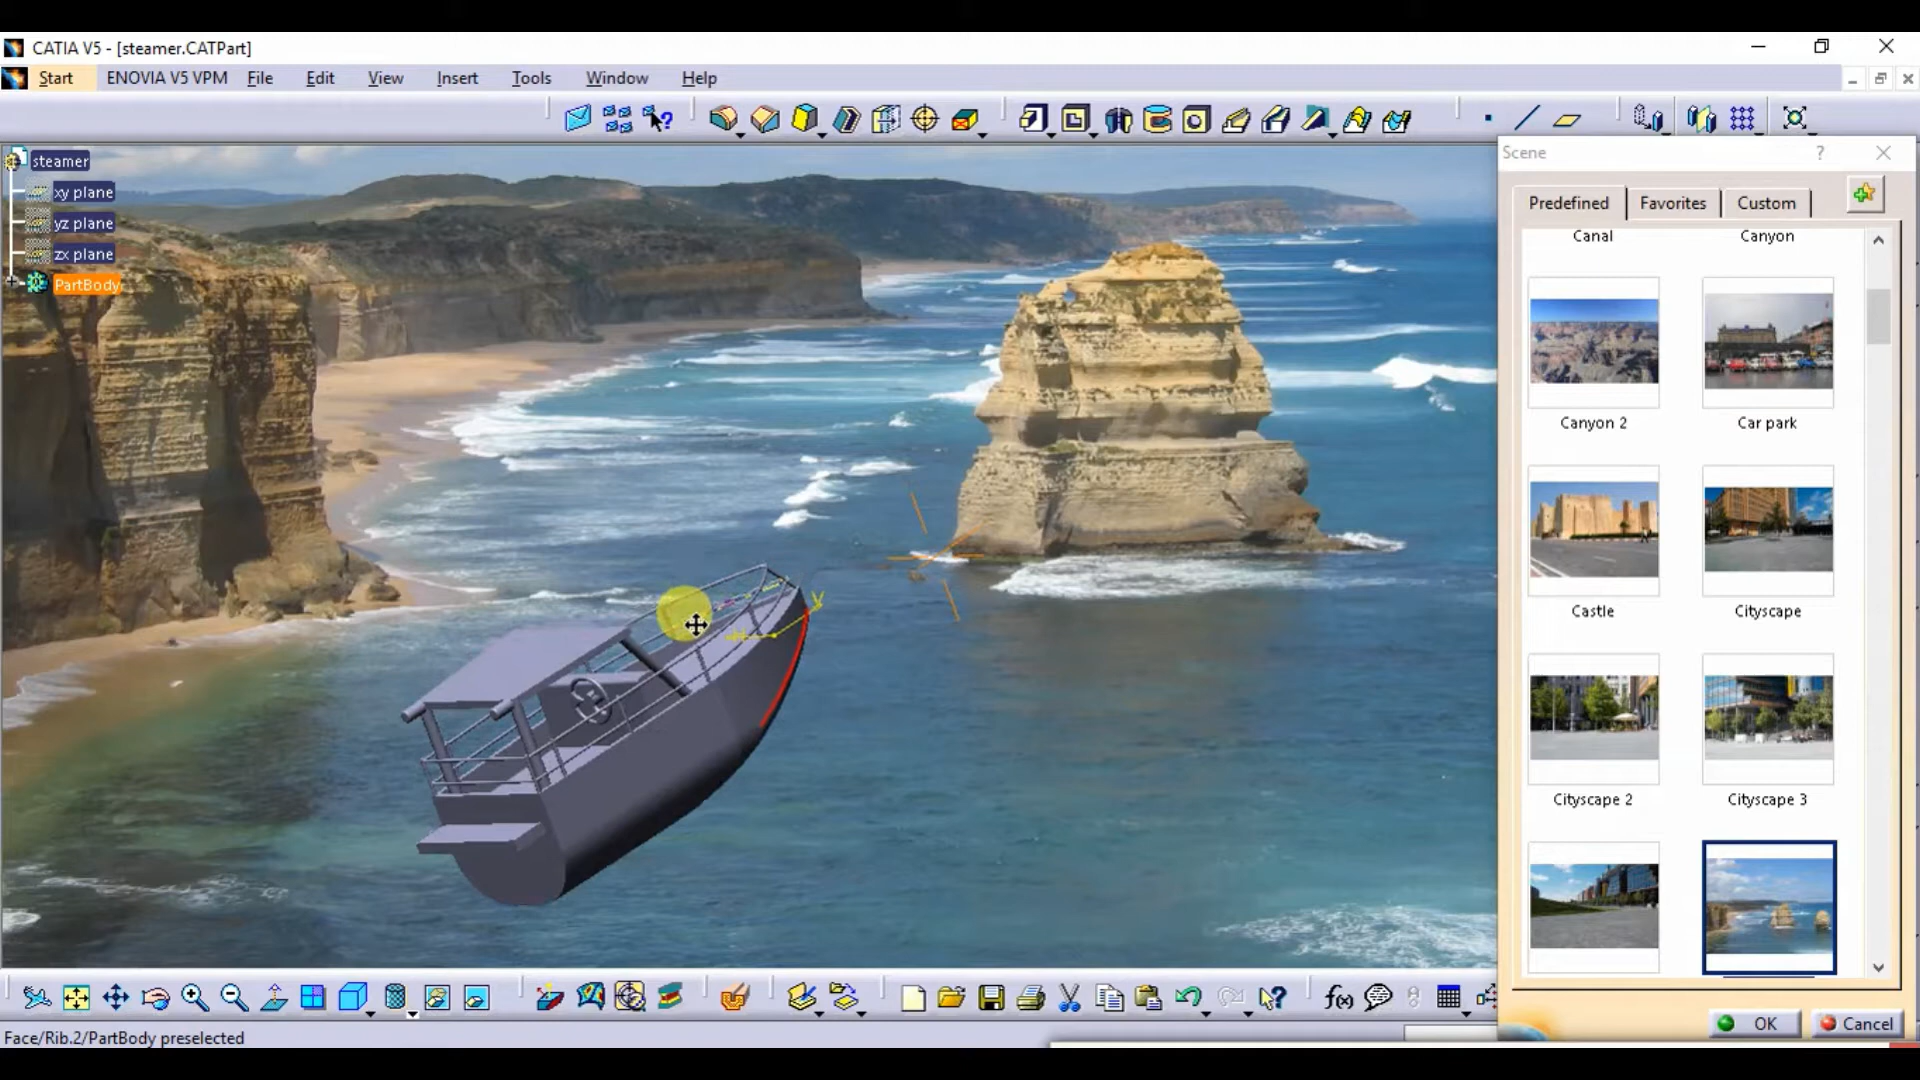 CATIA V5 - [steamer.CATPart]
Start ENOVIA V5 VPM File Edit View Insert Tools Window Help
Scene ?
Predefined Favorites Custom
steamer
xy plane
yz plane
zx plane
PartBody
Canal Canyon
Canyon 2 Car park
Castle Cityscape
Cityscape 2 Cityscape 3
f(x)
OK Cancel
Face/Rib.2/PartBody preselected